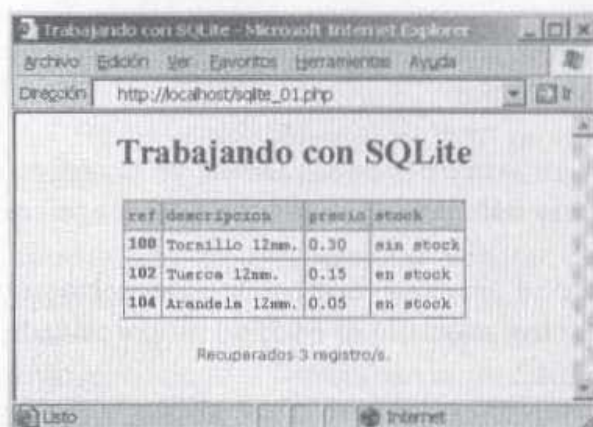 Trabajando con SQLite - Microsoft Internet Explorer
Archivo Edición Ver Favoritos Herramientas Ayuda
Dirección http://localhost/sqlite_01.php Ir
Trabajando con SQLite
ref descripcion precio stock
100 Tornillo 12mm. 0.30 sin stock
102 Tuerca 12mm. 0.15 en stock
104 Arandela 12mm. 0.05 en stock
Recuperados 3 registro/s.
Listo Internet